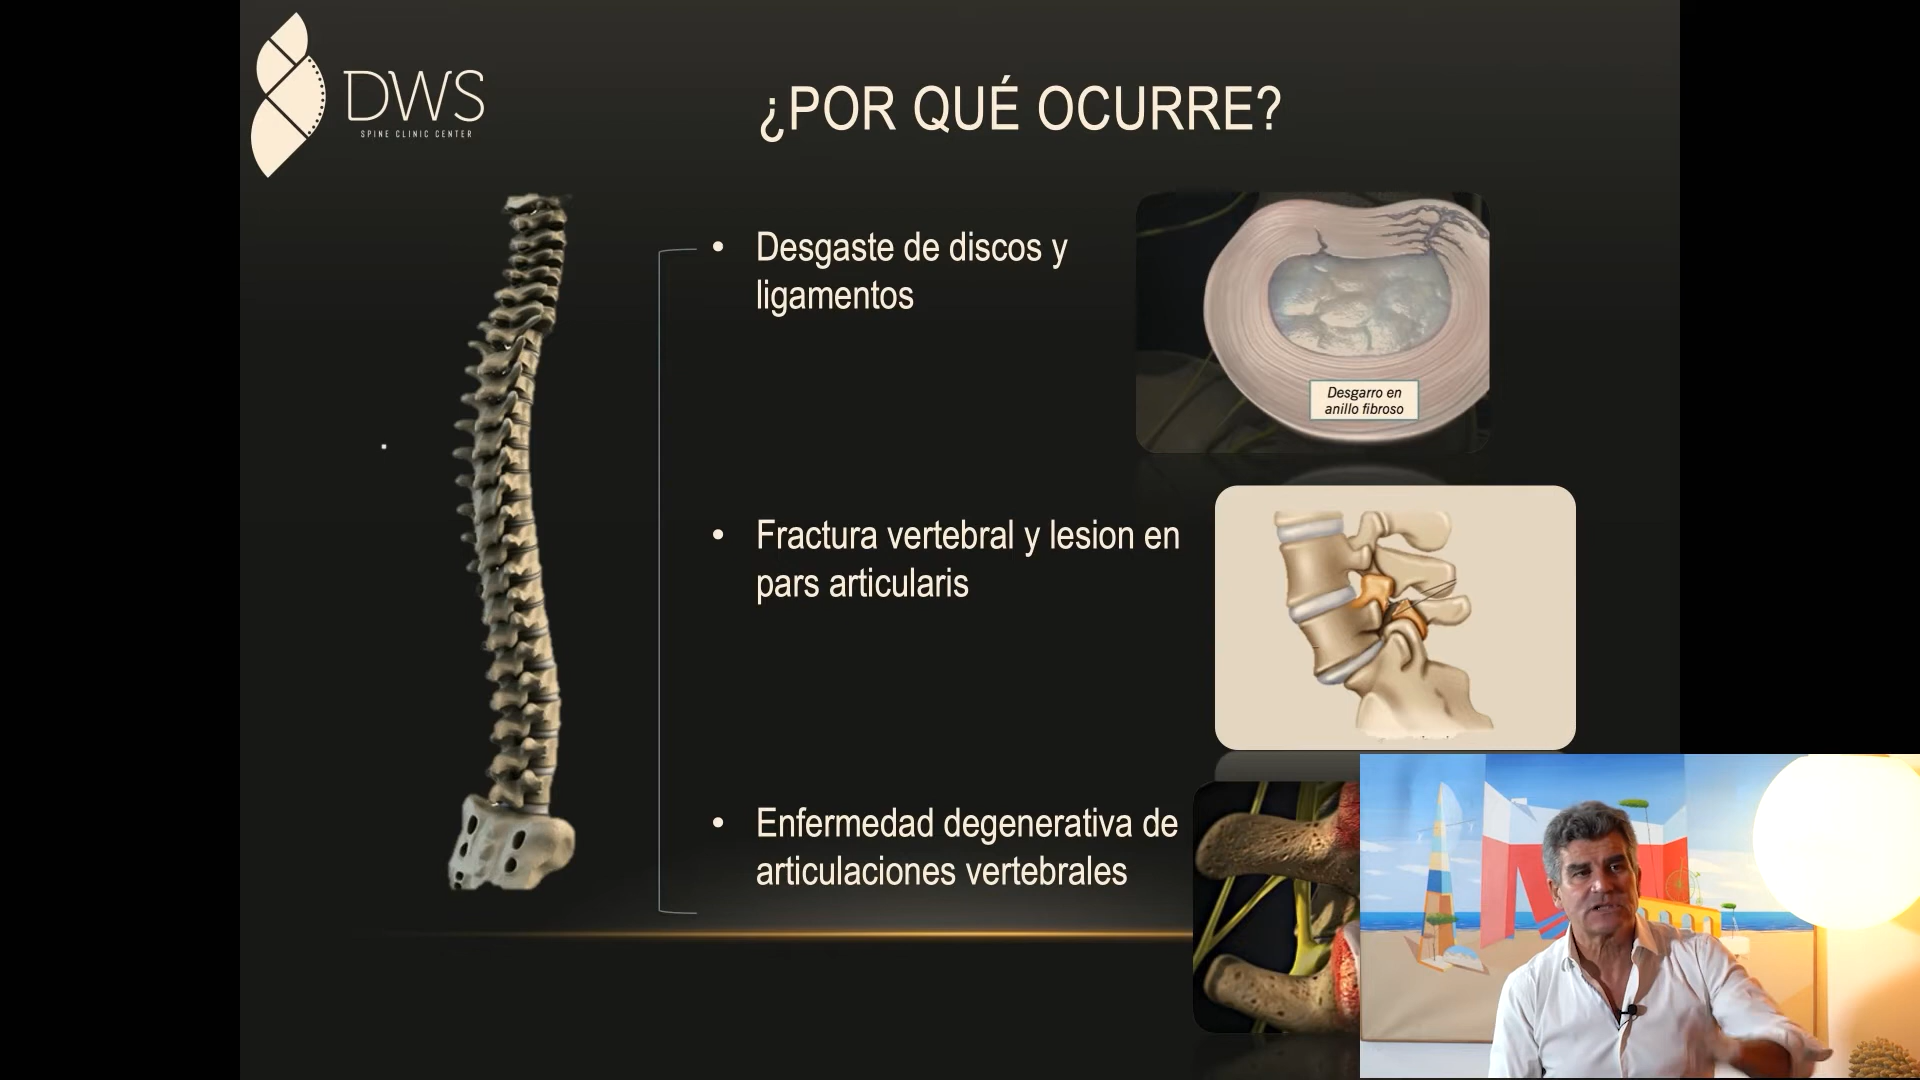 DWS
SPINE CLINIC CENTER
¿POR QUÉ OCURRE?
• Desgaste de discos y
ligamentos
Desgarro en
anillo fibroso
• Fractura vertebral y lesion en
pars articularis
• Enfermedad degenerativa de
articulaciones vertebrales